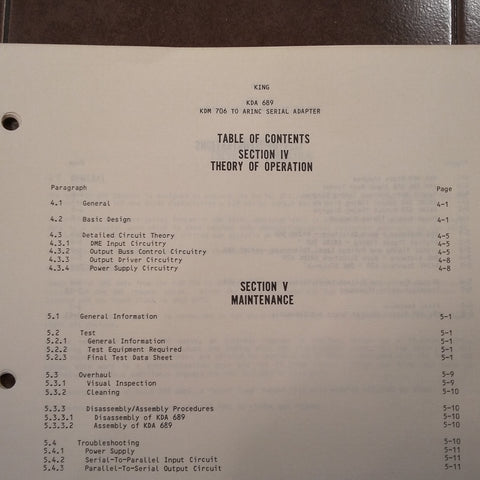 KING
KDA 689
KDM 706 TO ARINC SERIAL ADAPTER
TABLE OF CONTENTS
SECTION IV
THEORY OF OPERATION
Paragraph Page
4.1 General 4-1
4.2 Basic Design 4-1
4.3 Detailed Circuit Theory 4-5
4.3.1 DME Input Circuitry 4-5
4.3.2 Output Buss Control Circuitry 4-5
4.3.3 Output Driver Circuitry 4-8
4.3.4 Power Supply Circuitry 4-8
SECTION V
MAINTENANCE
5.1 General Information 5-1
5.2 Test 5-1
5.2.1 General Information 5-1
5.2.2 Test Equipment Required 5-1
5.2.3 Final Test Data Sheet 5-1
5.3 Overhaul 5-9
5.3.1 Visual Inspection 5-9
5.3.2 Cleaning 5-10
5.3.3 Disassembly/Assembly Procedures 5-10
5.3.3.1 Disassembly of KDA 689 5-10
5.3.3.2 Assembly of KDA 689 5-10
5.4 Troubleshooting 5-10
5.4.1 Power Supply 5-11
5.4.2 Serial-To-Parallel Input Circuit 5-11
5.4.3 Parallel-To-Serial Output Circuit 5-11